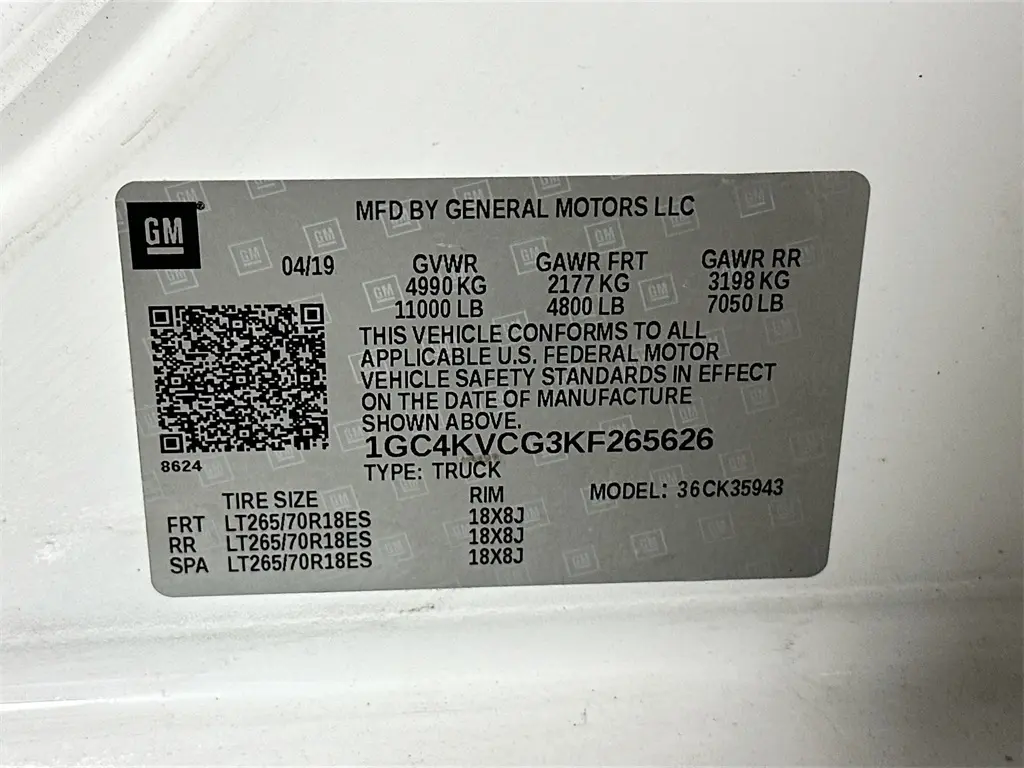 GM
MFD BY GENERAL MOTORS LLC
04/19 GVWR GAWR FRT GAWR RR
4990 KG 2177 KG 3198 KG
11000 LB 4800 LB 7050 LB
THIS VEHICLE CONFORMS TO ALL
APPLICABLE U.S. FEDERAL MOTOR
VEHICLE SAFETY STANDARDS IN EFFECT
ON THE DATE OF MANUFACTURE
SHOWN ABOVE.
1GC4KVCG3KF265626
8624
TYPE: TRUCK
TIRE SIZE RIM MODEL: 36CK35943
FRT LT265/70R18ES 18X8J
RR LT265/70R18ES 18X8J
SPA LT265/70R18ES 18X8J